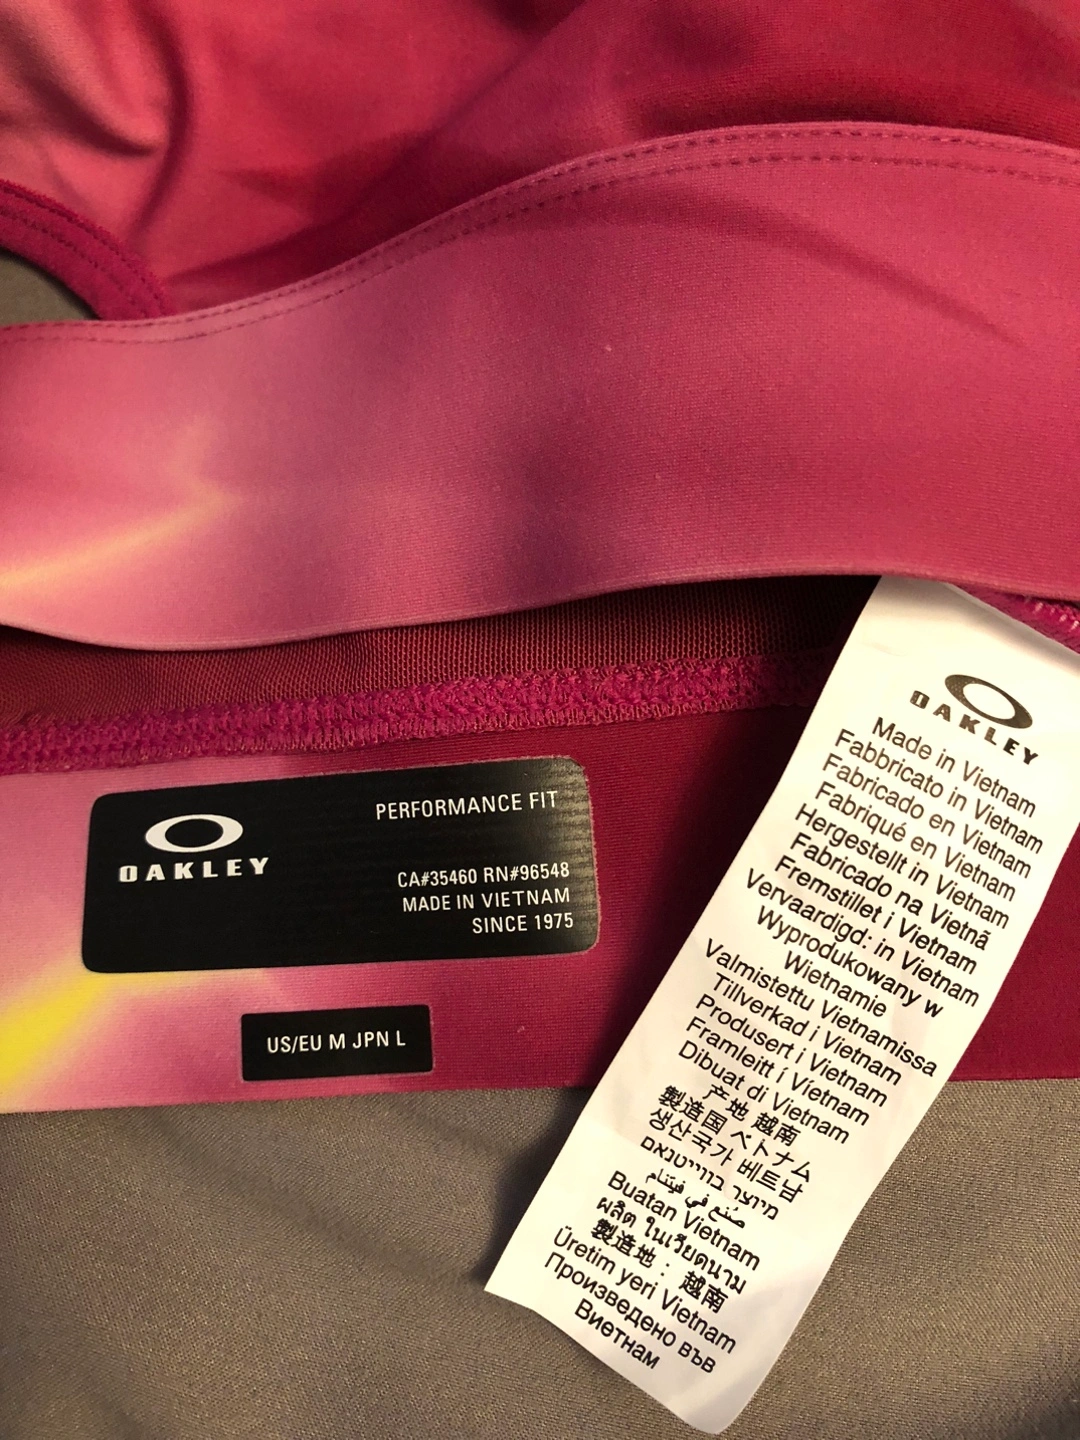 OAKLEY
PERFORMANCE FIT
CA#35460 RN#96548
MADE IN VIETNAM
SINCE 1975
US/EU M JPN L
OAKLEY
Made in Vietnam
Fabbricato in Vietnam
Fabricado en Vietnam
Fabriqué en Vietnam
Hergestellt in Vietnam
Fabricado na Vietnã
Fremstillet i Vietnam
Vervaardigd: in Vietnam
Wyprodukowany w
Wietnamie
Valmistettu Vietnamissa
Tillverkad i Vietnam
Produsert i Vietnam
Framleitt í Vietnam
Dibuat di Vietnam
产地 越南
製造国 ベトナム
생산국가 베트남
מיוצר בווייטנאם
صُنع في فيتنام
Buatan Vietnam
ผลิต ในเวียดนาม
製造地： 越南
Üretim yeri Vietnam
Произведено във
Виетнам